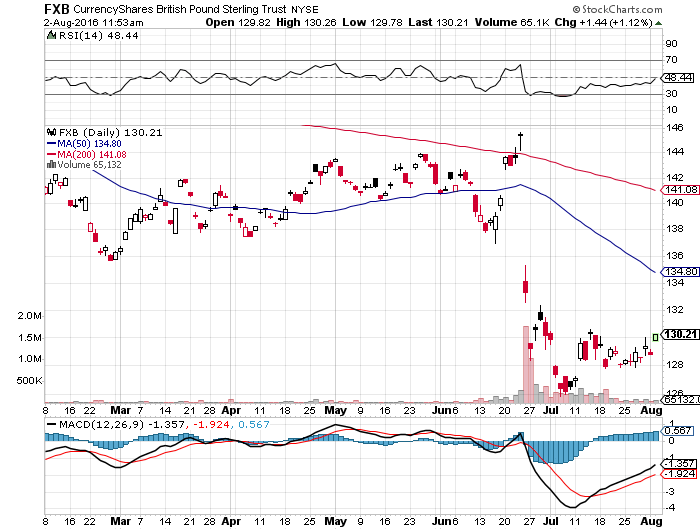 FXB CurrencyShares British Pound Sterling Trust NYSE © StockCharts.com
2-Aug-2016 11:53am Open 129.82 High 130.26 Low 129.78 Last 130.21 Volume 65.1K Chg +1.44 (+1.12%)
RSI(14) 48.44
90
70
48.44
30
10
FXB (Daily) 130.21
MA(50) 134.80
MA(200) 141.08
Volume 65,132
146
144
142
141.08
140
138
136
134.80
132
130.21
128
126
2.0M
1.5M
1.0M
500K
65132.0
8 16 22 Mar 7 14 21 28 Apr 11 18 25 May 9 16 23 Jun 6 13 20 27 Jul 11 18 25 Aug
MACD(12,26,9) -1.357, -1.924, 0.567
1
0.567
0
-1.357
-1.924
-3
-4
8 16 22 Mar 7 14 21 28 Apr 11 18 25 May 9 16 23 Jun 6 13 20 27 Jul 11 18 25 Aug